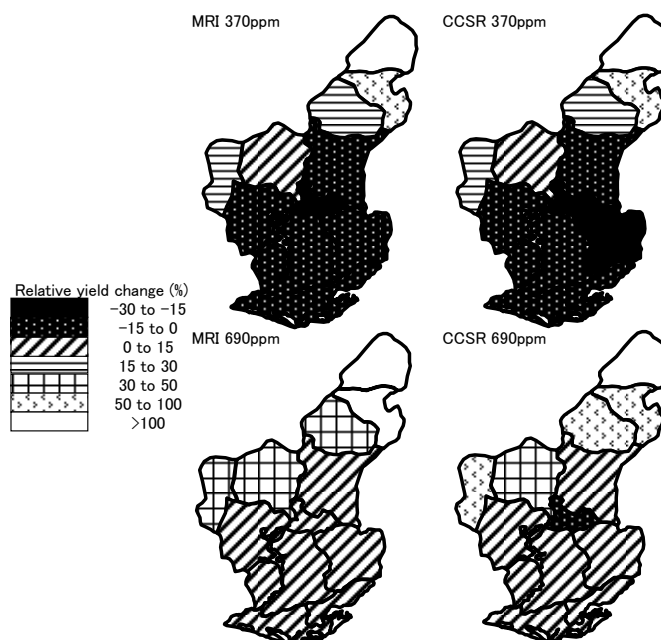 MRI 370ppm
CCSR 370ppm
Relative yield change (%)
−30 to −15
−15 to 0
0 to 15
15 to 30
30 to 50
50 to 100
>100
MRI 690ppm
CCSR 690ppm